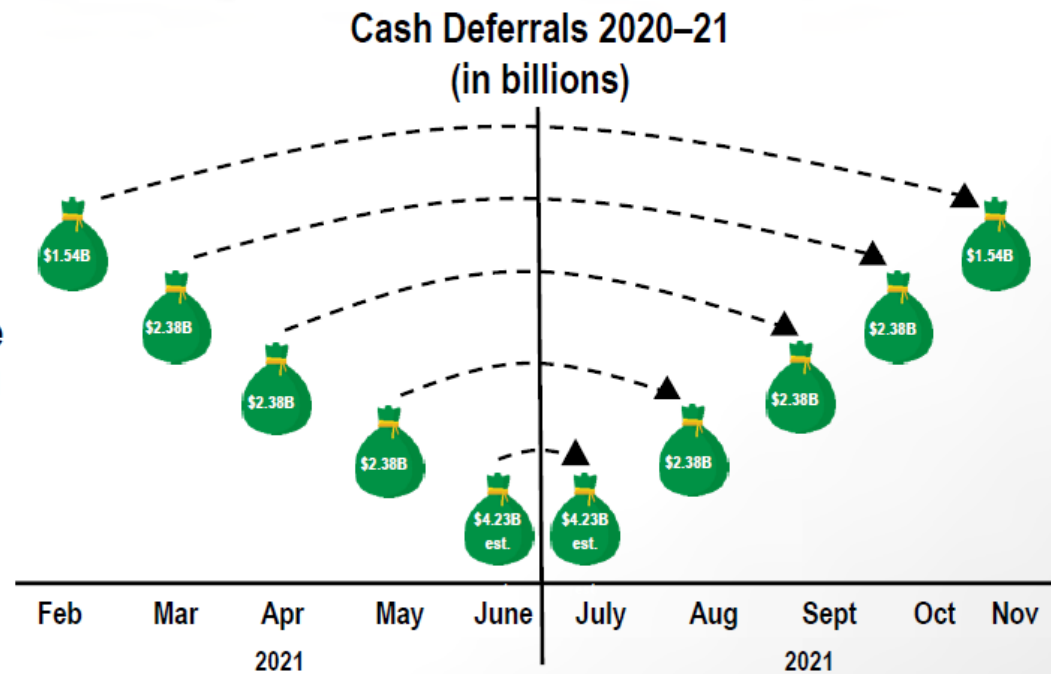 Cash Deferrals 2020–21
(in billions)
$1.54B
$1.54B
$2.38B
$2.38B
e
$2.38B
$2.38B
$2.38B
$2.38B
$4.23B
est.
$4.23B
est.
Feb Mar Apr May June July Aug Sept Oct Nov
2021 2021